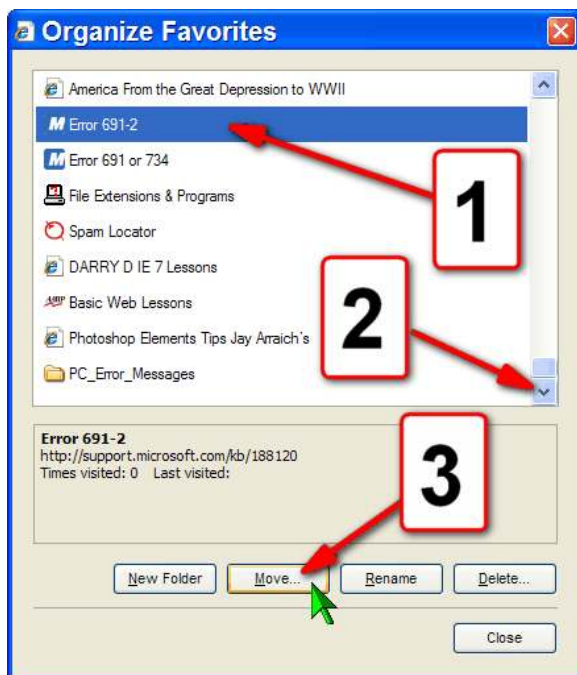 Organize Favorites
America From the Great Depression to WWII
Error 691-2
Error 691 or 734
File Extensions & Programs
Spam Locator
DARRY D IE 7 Lessons
Basic Web Lessons
Photoshop Elements Tips Jay Arraich's
PC_Error_Messages
1
2
Error 691-2
http://support.microsoft.com/kb/188120
Times visited: 0 Last visited:
3
New Folder Move... Rename Delete...
Close